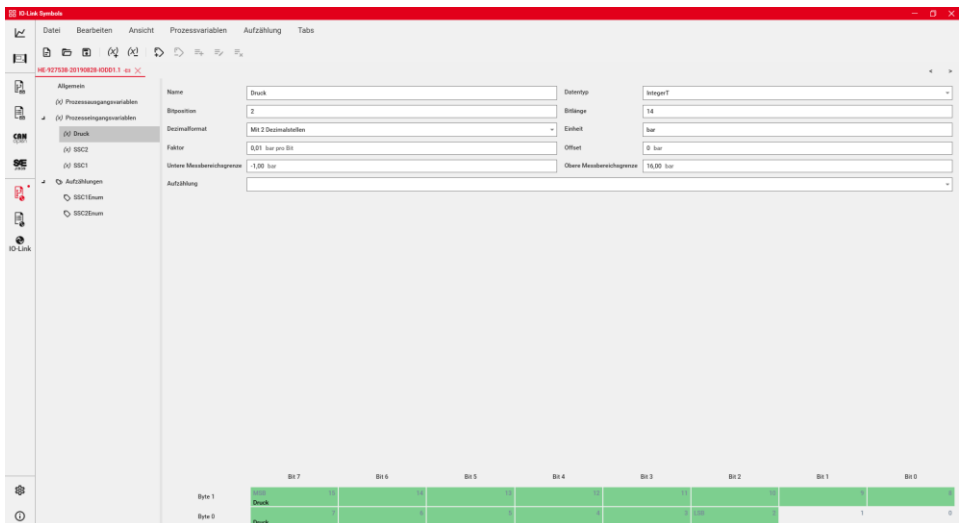 IO-Link Symbols
Datei Bearbeiten Ansicht Prozessvariablen Aufzählung Tabs
HE-927538-20190828-IODD1.1
Allgemein
(x) Prozessausgangsvariablen
(x) Prozesseingangsvariablen
(x) Druck
(x) SSC2
(x) SSC1
Aufzählungen
SSC1Enum
SSC2Enum
CAN
IO-Link
Name Druck Datentyp IntegerT
Bitposition 2 Bitlänge 14
Dezimalformat Mit 2 Dezimalstellen Einheit bar
Faktor 0,01 bar pro Bit Offset 0 bar
Untere Messbereichsgrenze -1,00 bar Obere Messbereichsgrenze 16,00 bar
Aufzählung
Bit 7 Bit 6 Bit 5 Bit 4 Bit 3 Bit 2 Bit 1 Bit 0
Byte 1 MSB 15 14 13 12 11 10 9 8
Druck
Byte 0 7 6 5 4 3 LSB 2 1 0
Druck